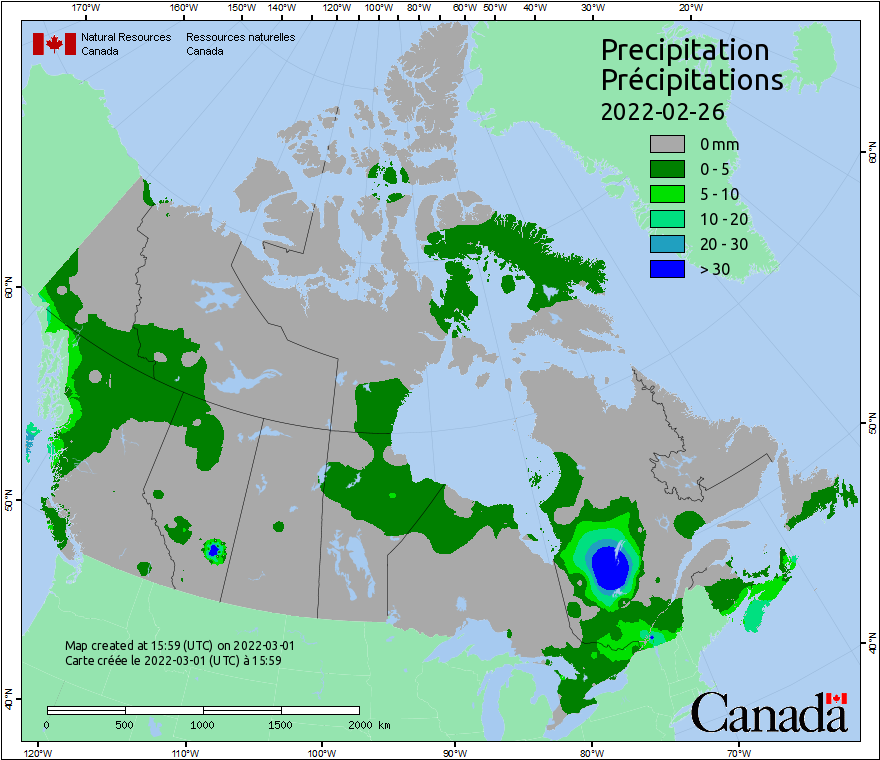 170°W 160°W 150°W 140°W 130°W 120°W 110°W 100°W 90°W 80°W 60°W 50°W 40°W 30°W 20°W
Natural Resources Ressources naturelles
Canada Canada
Precipitation
Précipitations
2022-02-26
0 mm
0 - 5
5 - 10
10 - 20
20 - 30
> 30
60°N
60°N
50°N
50°N
40°N
40°N
Map created at 15:59 (UTC) on 2022-03-01
Carte créée le 2022-03-01 (UTC) à 15:59
0 500 1000 1500 2000 km
Canada
120°W 110°W 100°W 90°W 80°W 70°W